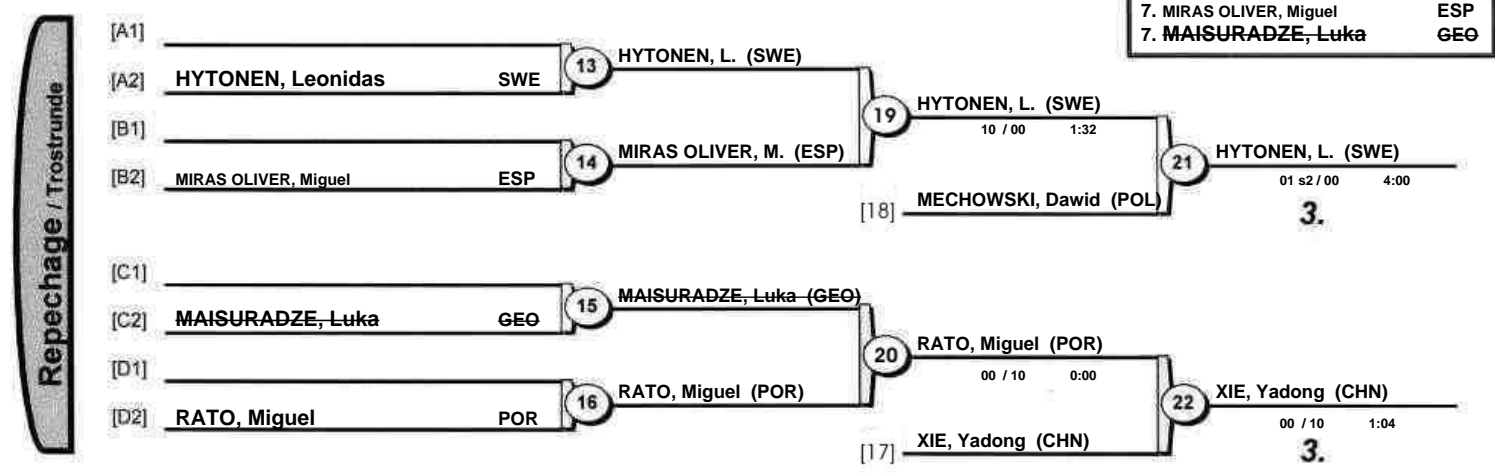 7. MIRAS OLIVER, Miguel ESP
7. MAISURADZE, Luka GEO
Repechage / Trostrunde
[A1]
[A2] HYTONEN, Leonidas SWE
13 HYTONEN, L. (SWE)
[B1]
[B2] MIRAS OLIVER, Miguel ESP
14 MIRAS OLIVER, M. (ESP)
19 HYTONEN, L. (SWE)
10 / 00 1:32
[18] MECHOWSKI, Dawid (POL)
21 HYTONEN, L. (SWE)
01 s2 / 00 4:00
3.
[C1]
[C2] MAISURADZE, Luka GEO
15 MAISURADZE, Luka (GEO)
[D1]
[D2] RATO, Miguel POR
16 RATO, Miguel (POR)
20 RATO, Miguel (POR)
00 / 10 0:00
[17] XIE, Yadong (CHN)
22 XIE, Yadong (CHN)
00 / 10 1:04
3.